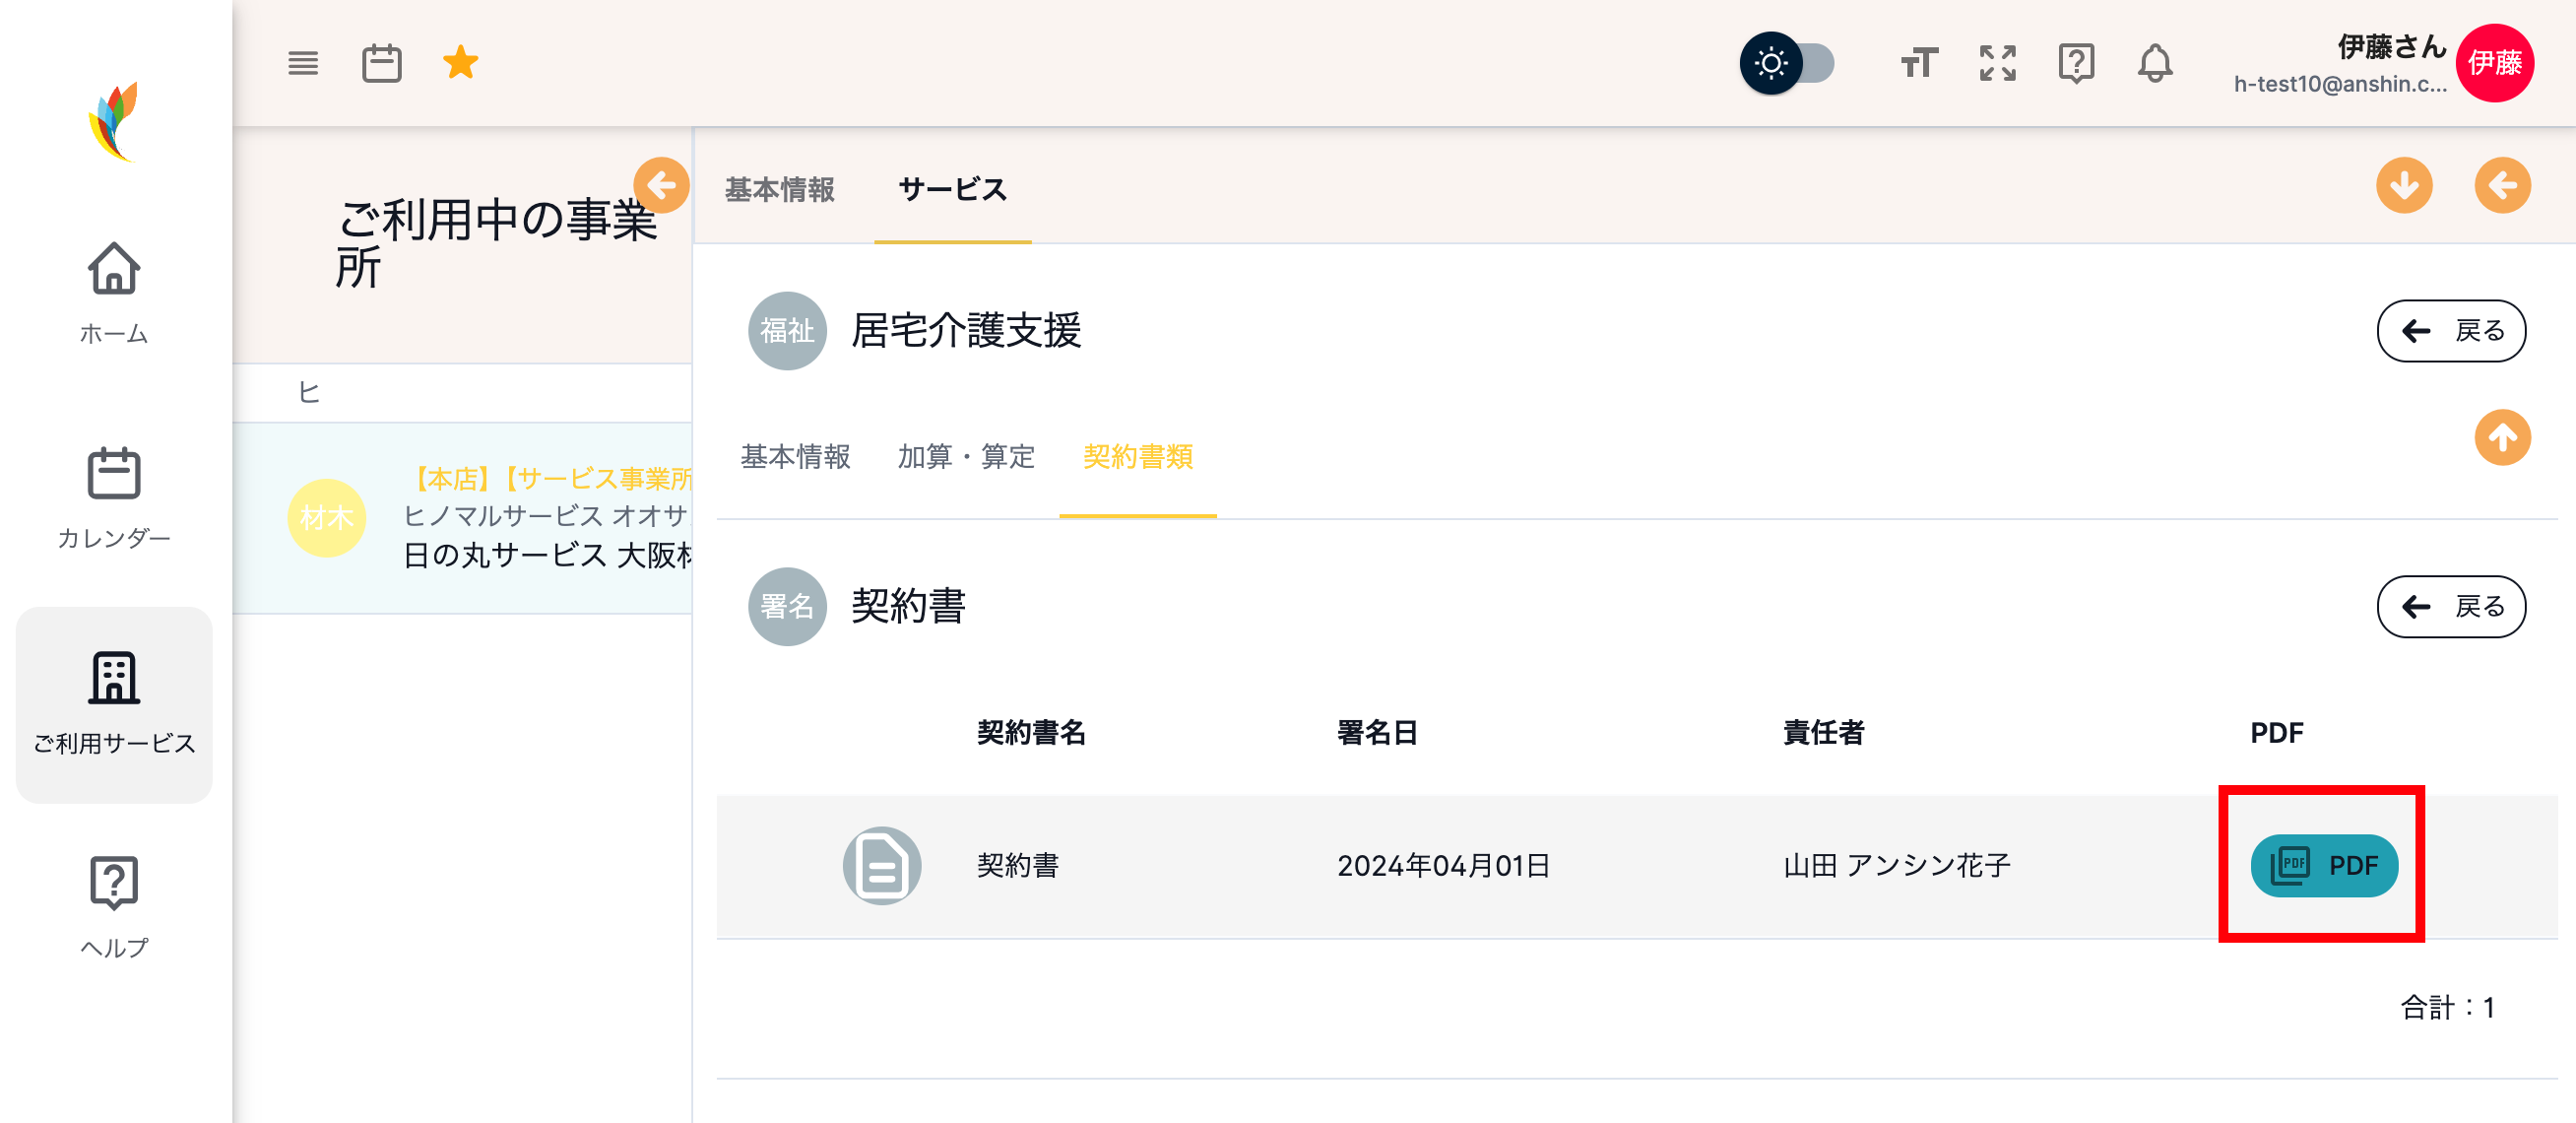 伊藤さん
h-test10@anshin.c...
伊藤
ホーム
カレンダー
ご利用サービス
ヘルプ
ご利用中の事業
所
ヒ
材木
【本店】【サービス事業所
ヒノマルサービス オオサ
日の丸サービス 大阪材
基本情報
サービス
福祉
居宅介護支援
戻る
基本情報
加算・算定
契約書類
署名
契約書
戻る
契約書名
署名日
責任者
PDF
契約書
2024年04月01日
山田 アンシン花子
PDF
PDF
合計：1